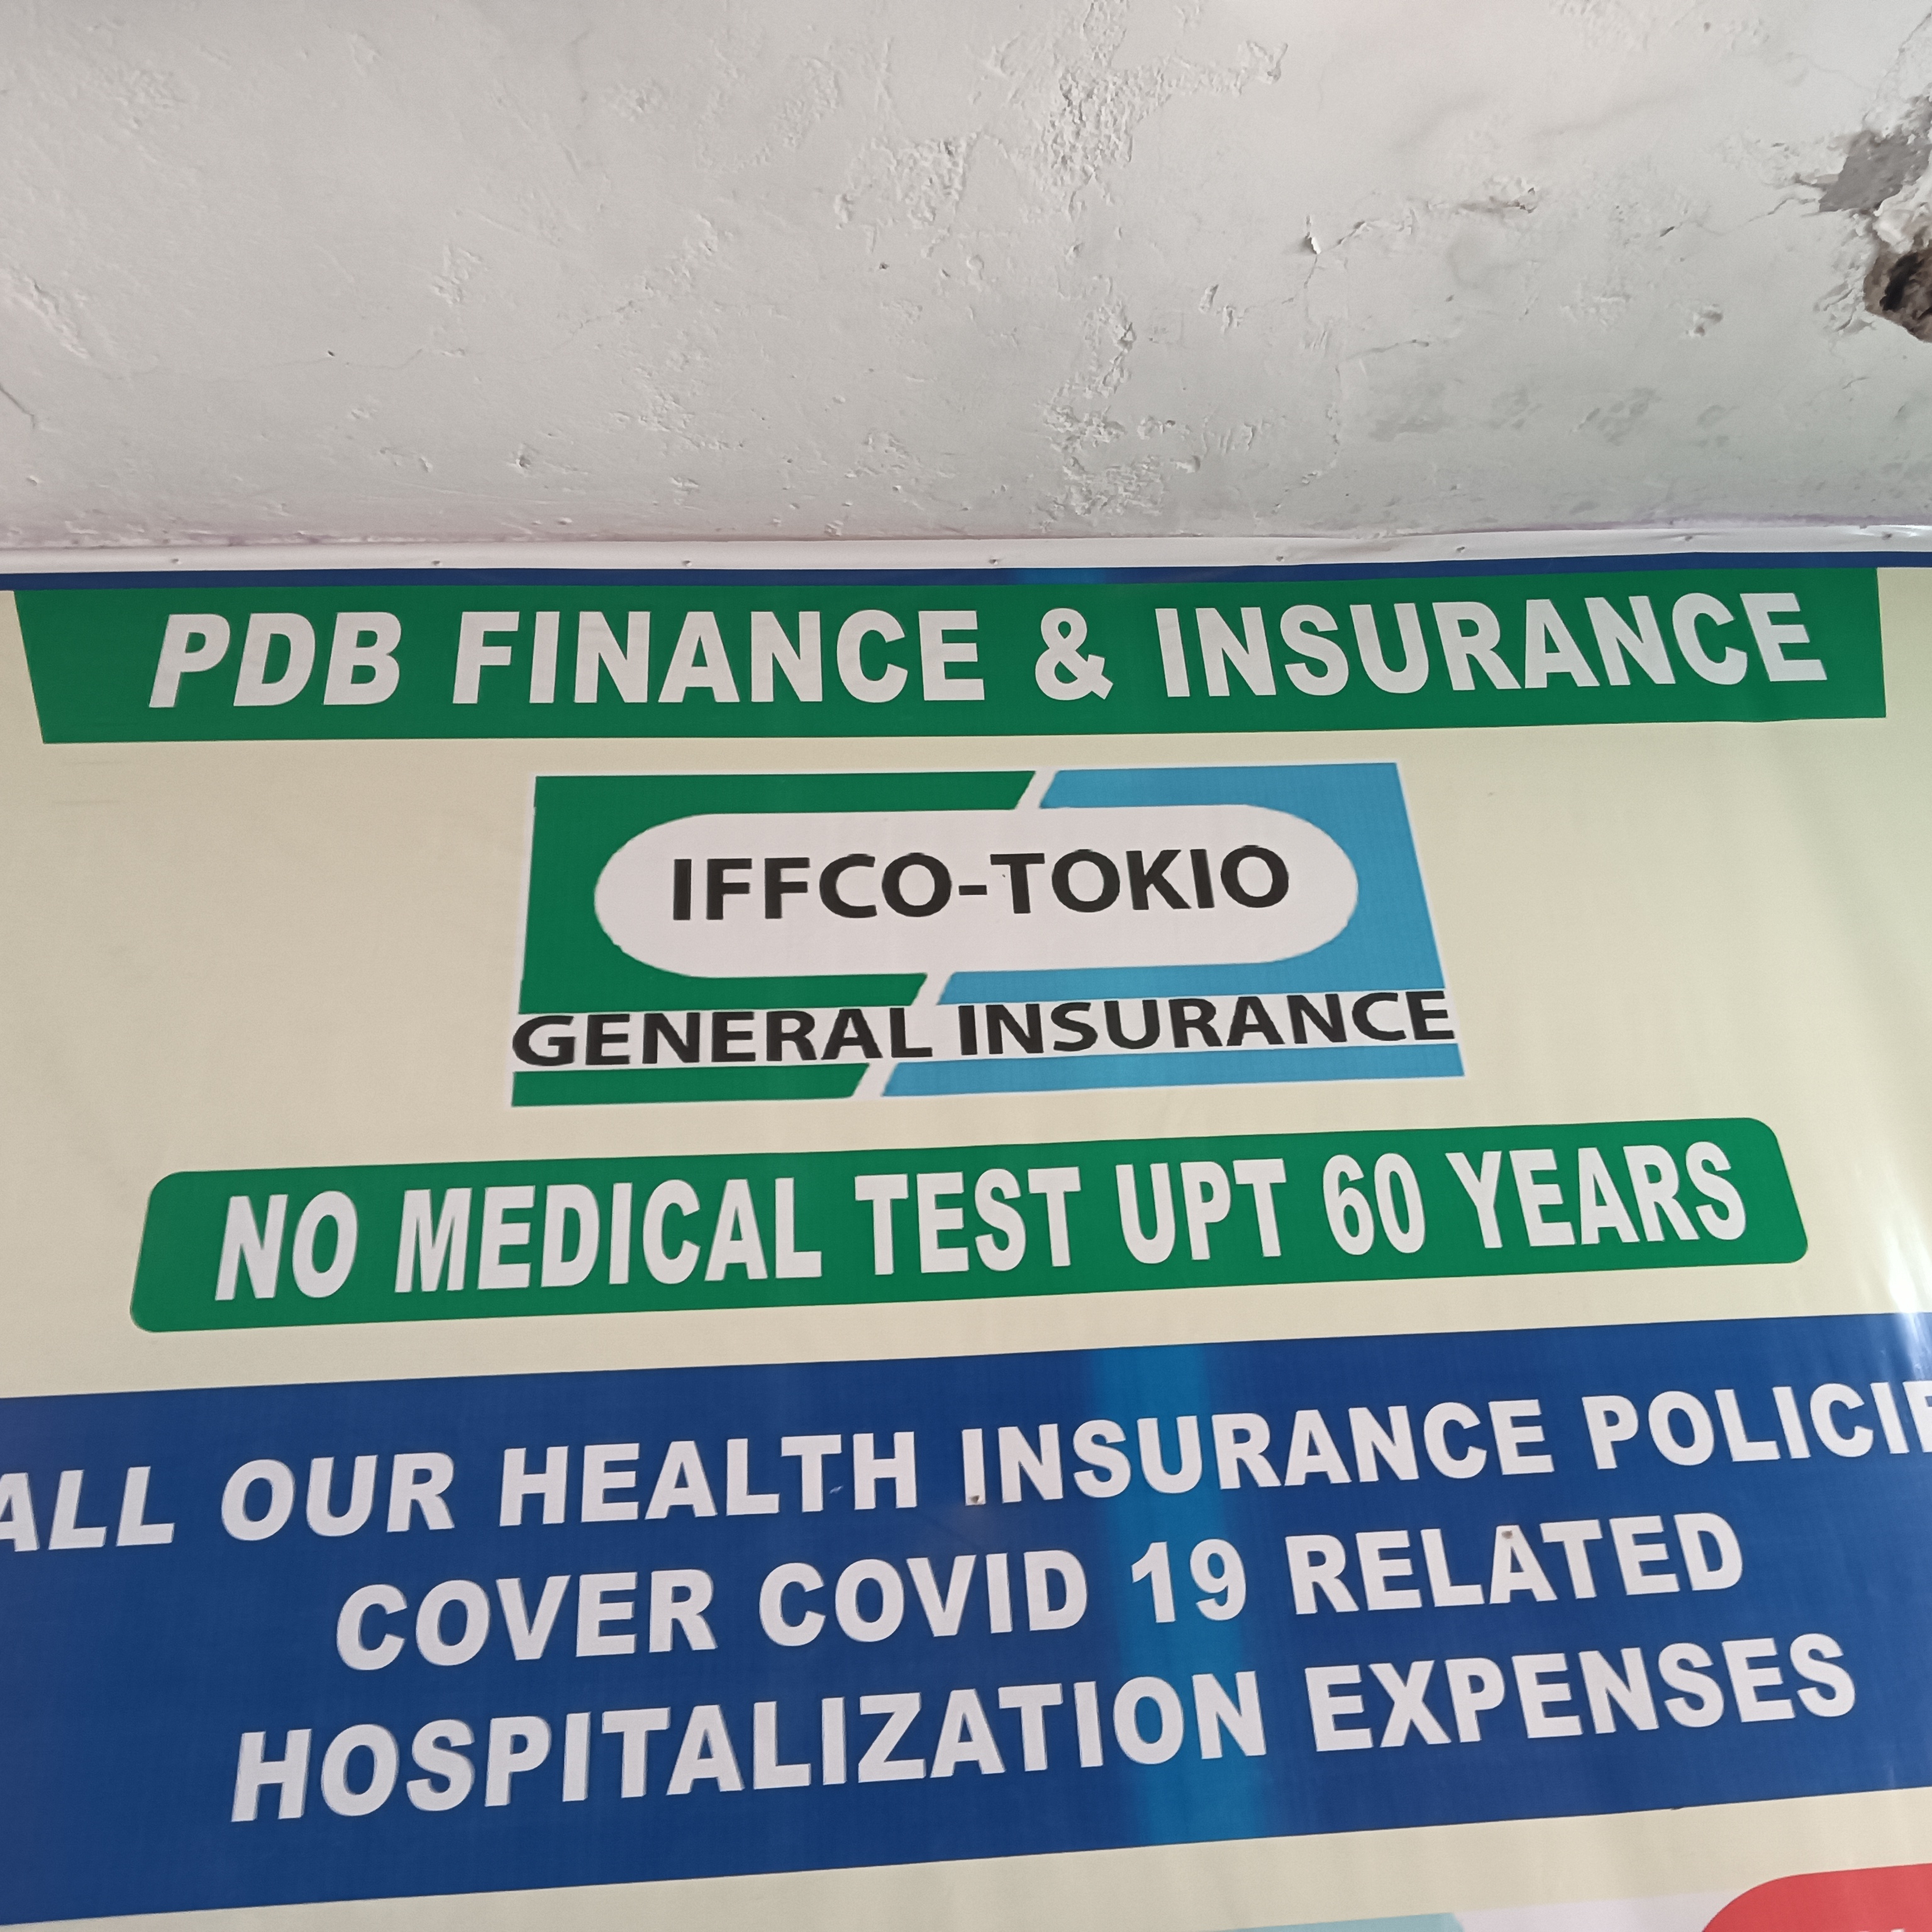 PDB FINANCE & INSURANCE
IFFCO-TOKIO
GENERAL INSURANCE
NO MEDICAL TEST UPT 60 YEARS
ALL OUR HEALTH INSURANCE POLICIE
COVER COVID 19 RELATED
HOSPITALIZATION EXPENSES